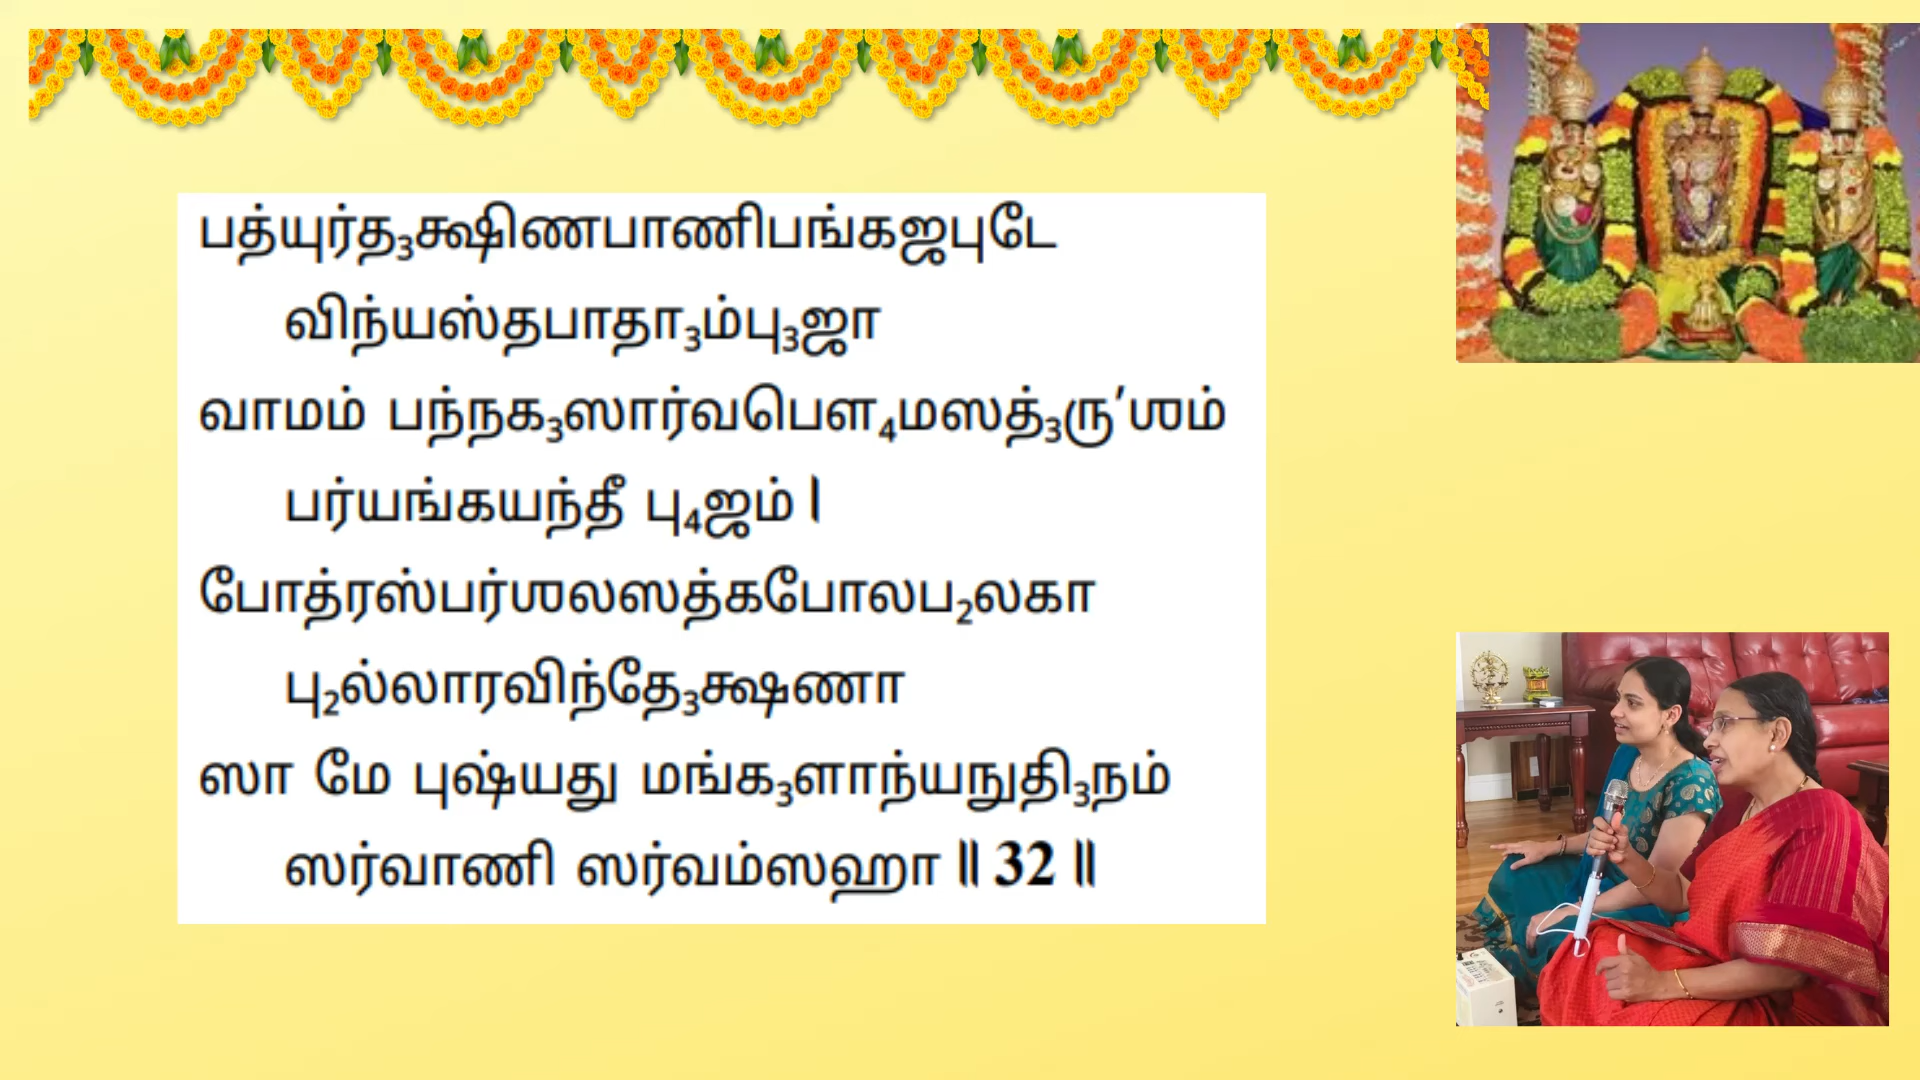 பத்யுர்த₃க்ஷிணபாணிபங்கஜபுடே
விந்யஸ்தபாதா₃ம்பு₃ஜா
வாமம் பந்நக₃ஸார்வபௌ₄மஸத்₃ரு’ஶம்
பர்யங்கயந்தீ பு₄ஜம் ।
போத்ரஸ்பர்ஶலஸத்கபோலப₂லகா
பு₂ல்லாரவிந்தே₃க்ஷணா
ஸா மே புஷ்யது மங்க₃ளாந்யநுதி₃நம்
ஸர்வாணி ஸர்வம்ஸஹா ॥ 32 ॥